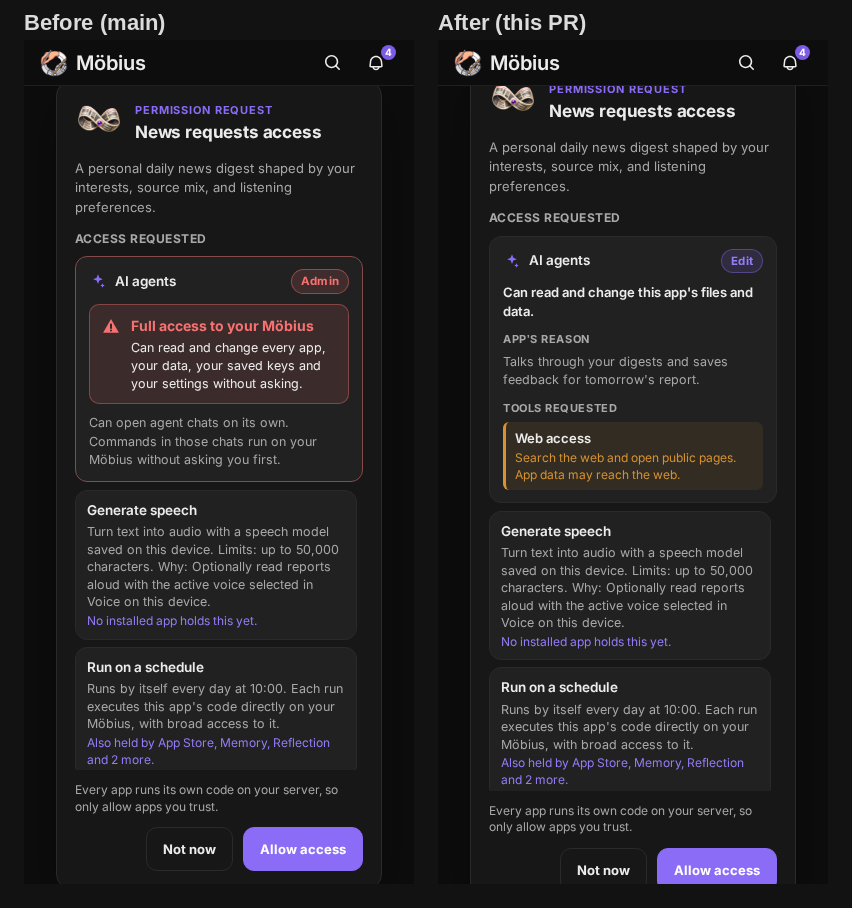 Before (main)
Möbius
4
PERMISSION REQUEST
News requests access
A personal daily news digest shaped by your
interests, source mix, and listening
preferences.
ACCESS REQUESTED
AI agents
Admin
Full access to your Möbius
Can read and change every app,
your data, your saved keys and
your settings without asking.
Can open agent chats on its own.
Commands in those chats run on your
Möbius without asking you first.
Generate speech
Turn text into audio with a speech model
saved on this device. Limits: up to 50,000
characters. Why: Optionally read reports
aloud with the active voice selected in
Voice on this device.
No installed app holds this yet.
Run on a schedule
Runs by itself every day at 10:00. Each run
executes this app's code directly on your
Möbius, with broad access to it.
Also held by App Store, Memory, Reflection
and 2 more.
Every app runs its own code on your server, so
only allow apps you trust.
Not now
Allow access
After (this PR)
Möbius
4
PERMISSION REQUEST
News requests access
A personal daily news digest shaped by your
interests, source mix, and listening
preferences.
ACCESS REQUESTED
AI agents
Edit
Can read and change this app's files and
data.
APP'S REASON
Talks through your digests and saves
feedback for tomorrow's report.
TOOLS REQUESTED
Web access
Search the web and open public pages.
App data may reach the web.
Generate speech
Turn text into audio with a speech model
saved on this device. Limits: up to 50,000
characters. Why: Optionally read reports
aloud with the active voice selected in
Voice on this device.
No installed app holds this yet.
Run on a schedule
Runs by itself every day at 10:00. Each run
executes this app's code directly on your
Möbius, with broad access to it.
Also held by App Store, Memory, Reflection
and 2 more.
Every app runs its own code on your server, so
only allow apps you trust.
Not now
Allow access